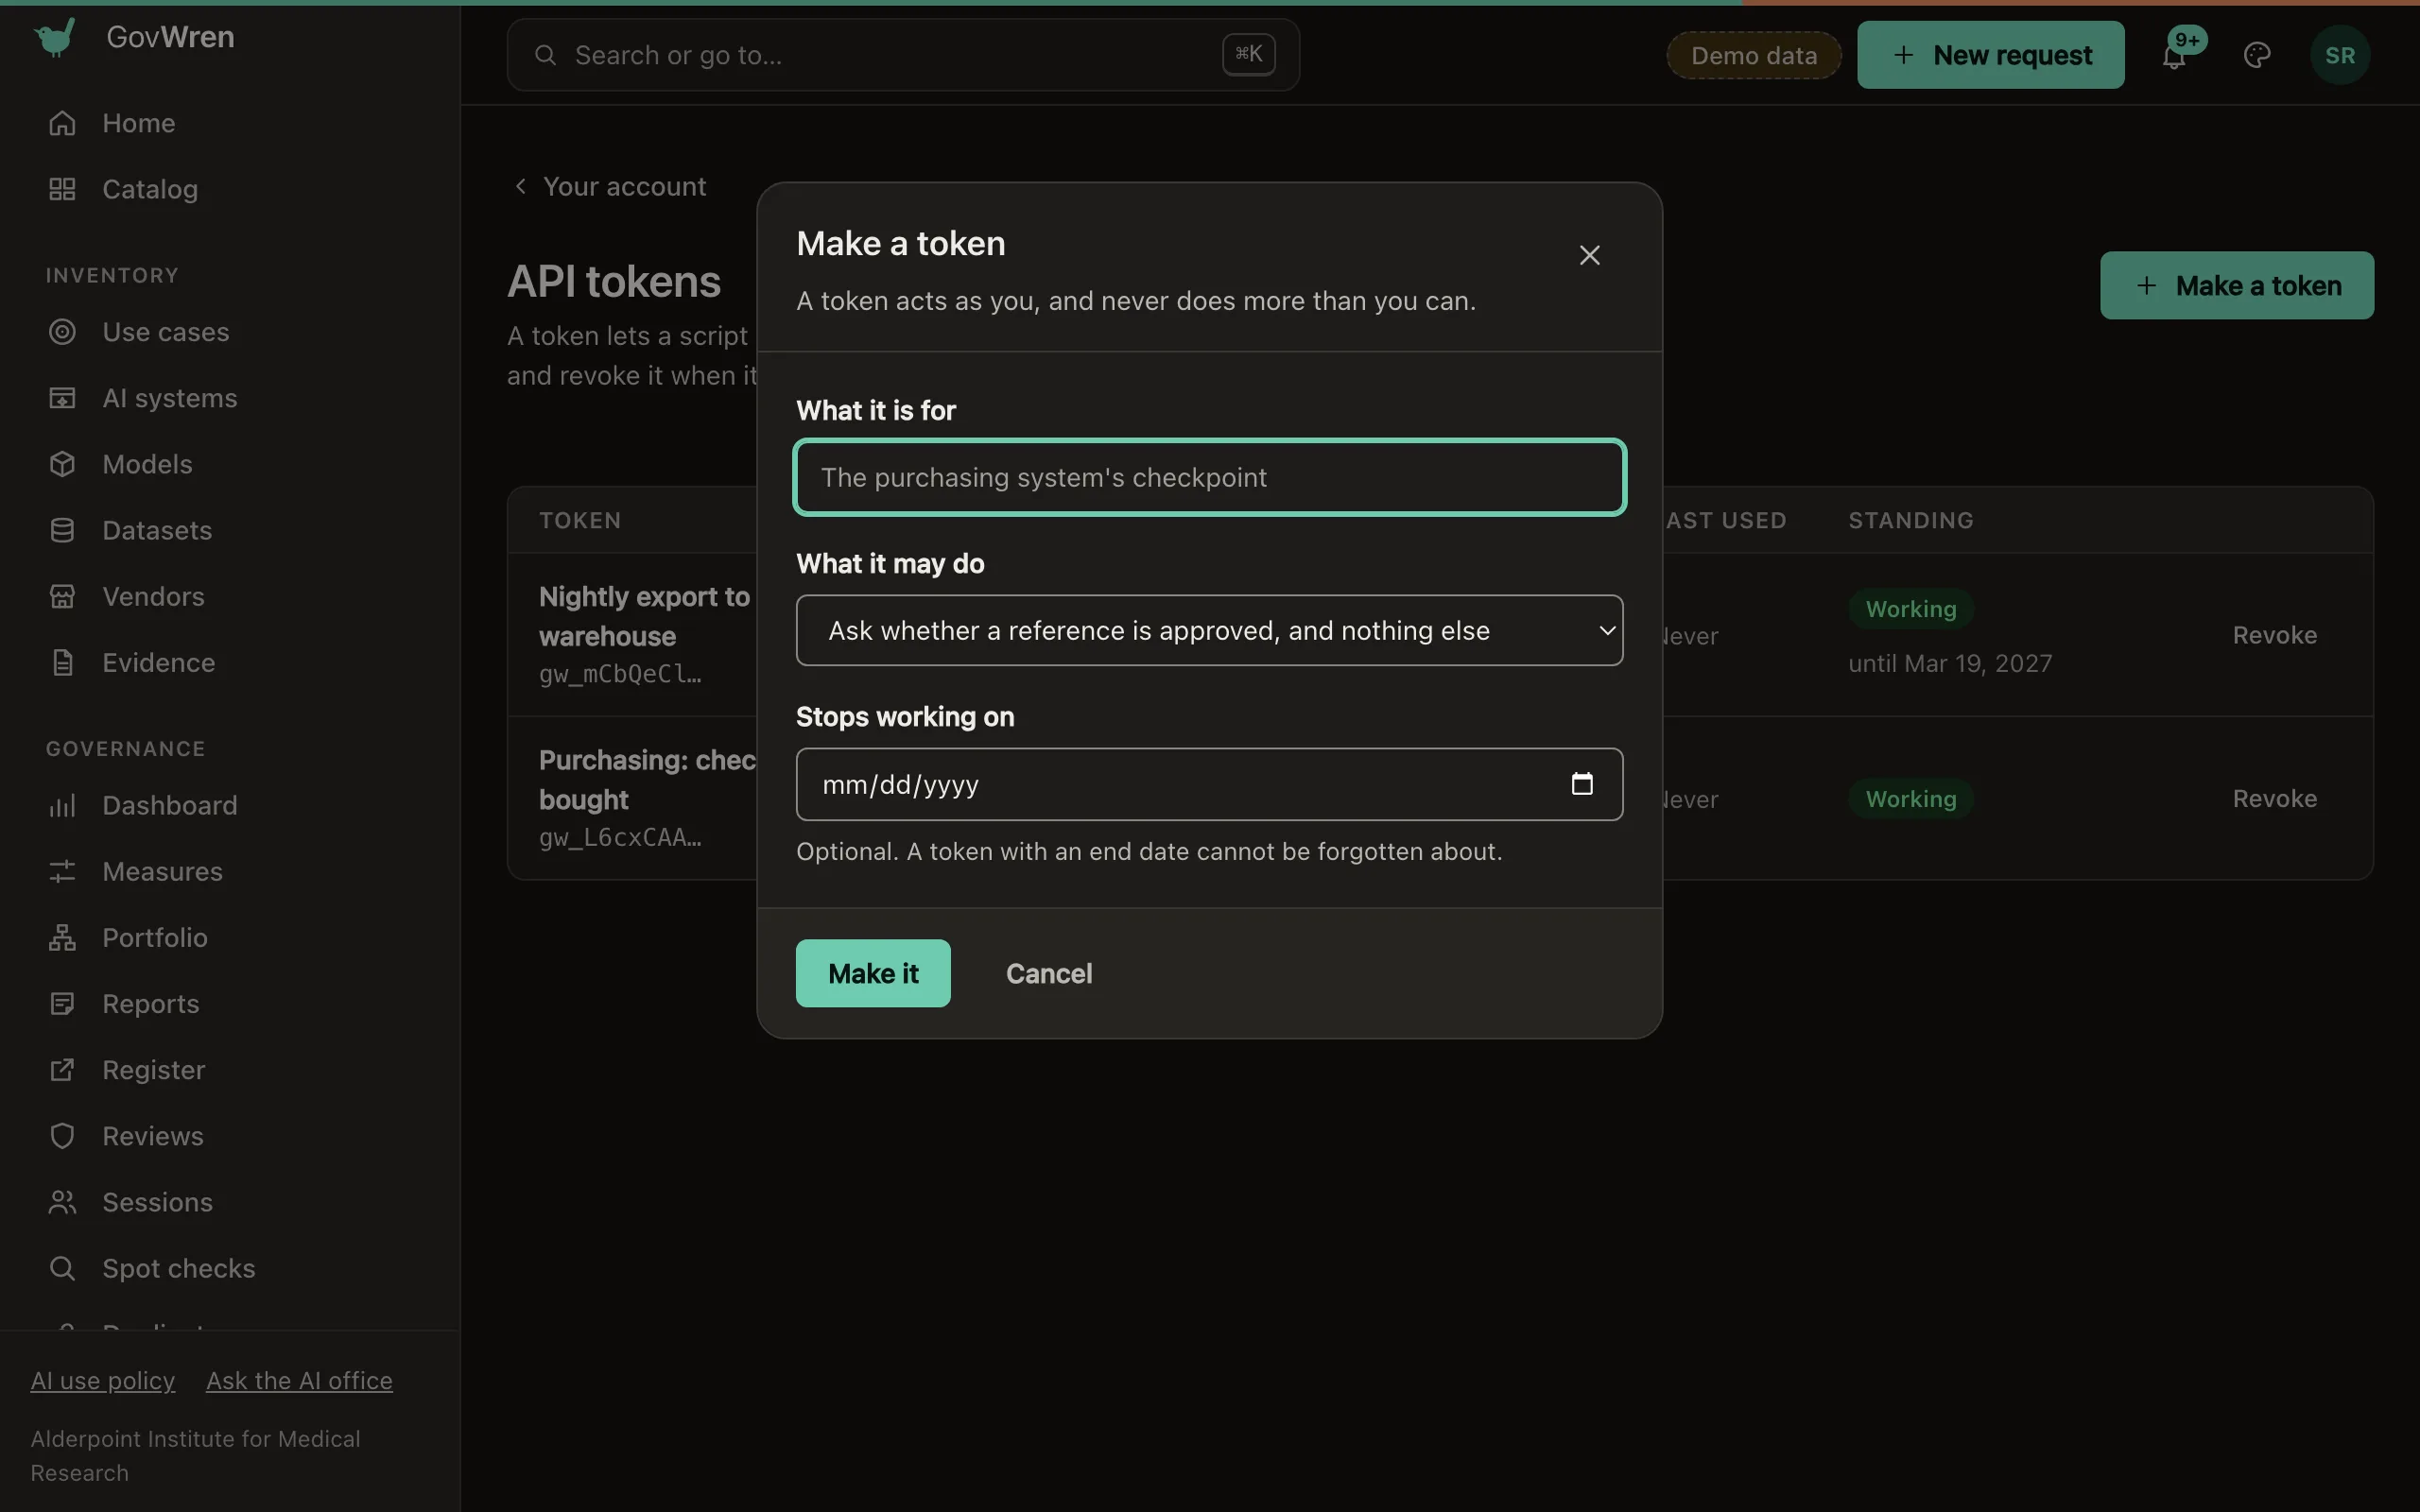 GovWren
Search or go to...
⌘K
Demo data
+ New request
9+
SR
Home
Catalog
INVENTORY
Use cases
AI systems
Models
Datasets
Vendors
Evidence
GOVERNANCE
Dashboard
Measures
Portfolio
Reports
Register
Reviews
Sessions
Spot checks
AI use policy
Ask the AI office
Alderpoint Institute for Medical
Research
Your account
API tokens
A token lets a script
and revoke it when it
+ Make a token
TOKEN
AST USED
STANDING
Nightly export to
warehouse
gw_mCbQeCl…
Never
Working
until Mar 19, 2027
Revoke
Purchasing: chec
bought
gw_L6cxCAA…
Never
Working
Revoke
Make a token
A token acts as you, and never does more than you can.
What it is for
The purchasing system's checkpoint
What it may do
Ask whether a reference is approved, and nothing else
Stops working on
mm/dd/yyyy
Optional. A token with an end date cannot be forgotten about.
Make it
Cancel